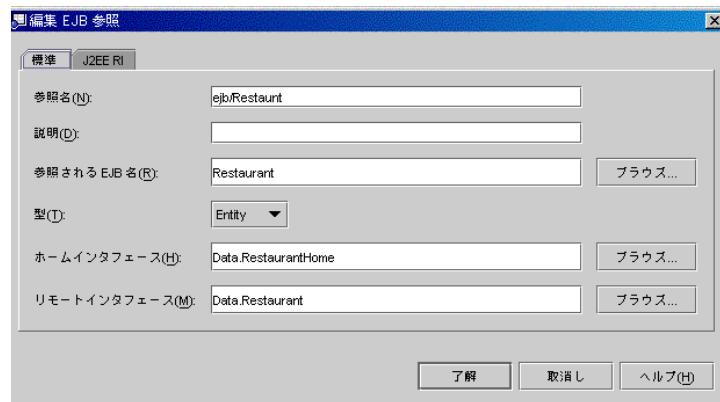 編集 EJB 参照
標準 J2EE RI
参照名(N): ejb/Restaunt
説明(D):
参照される EJB 名(R): Restaurant ブラウズ...
型(T): Entity
ホームインタフェース(H): Data.RestaurantHome ブラウズ...
リモートインタフェース(M): Data.Restaurant ブラウズ...
了解 取消し ヘルプ(H)